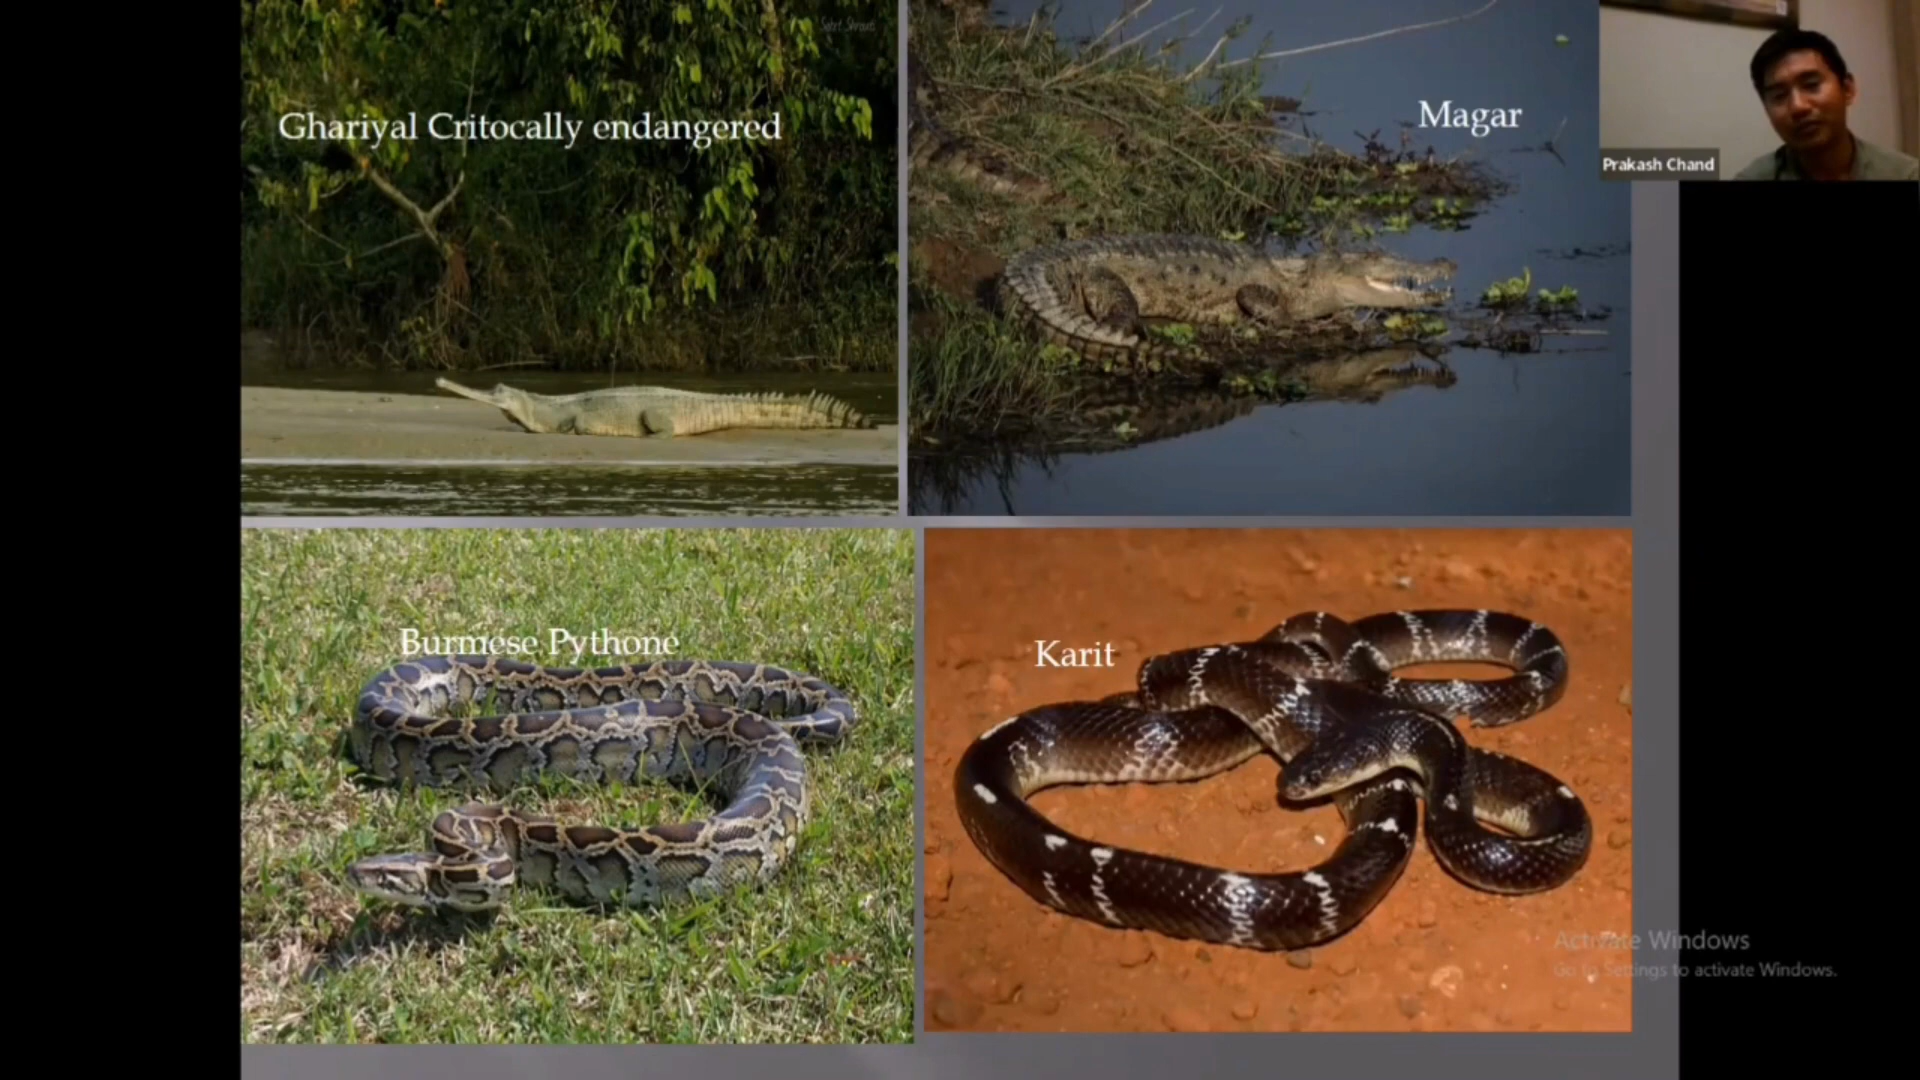 Ghariyal Critocally endangered
Magar
Prakash Chand
Burmese Pythone
Karit
Activate Windows
Go to Settings to activate Windows.